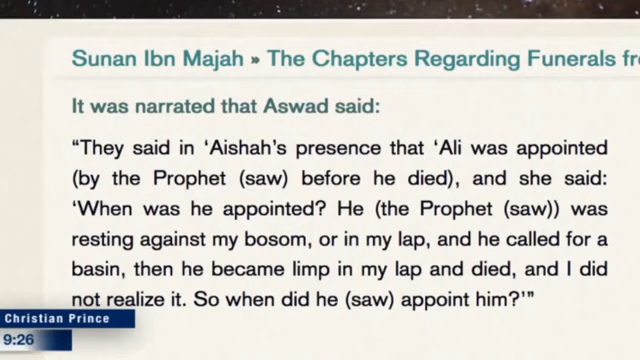 Sunan Ibn Majah » The Chapters Regarding Funerals fr
It was narrated that Aswad said:
“They said in ‘Aishah’s presence that ‘Ali was appointed
(by the Prophet (saw) before he died), and she said:
‘When was he appointed? He (the Prophet (saw)) was
resting against my bosom, or in my lap, and he called for a
basin, then he became limp in my lap and died, and I did
not realize it. So when did he (saw) appoint him?’”
Christian Prince
9:26